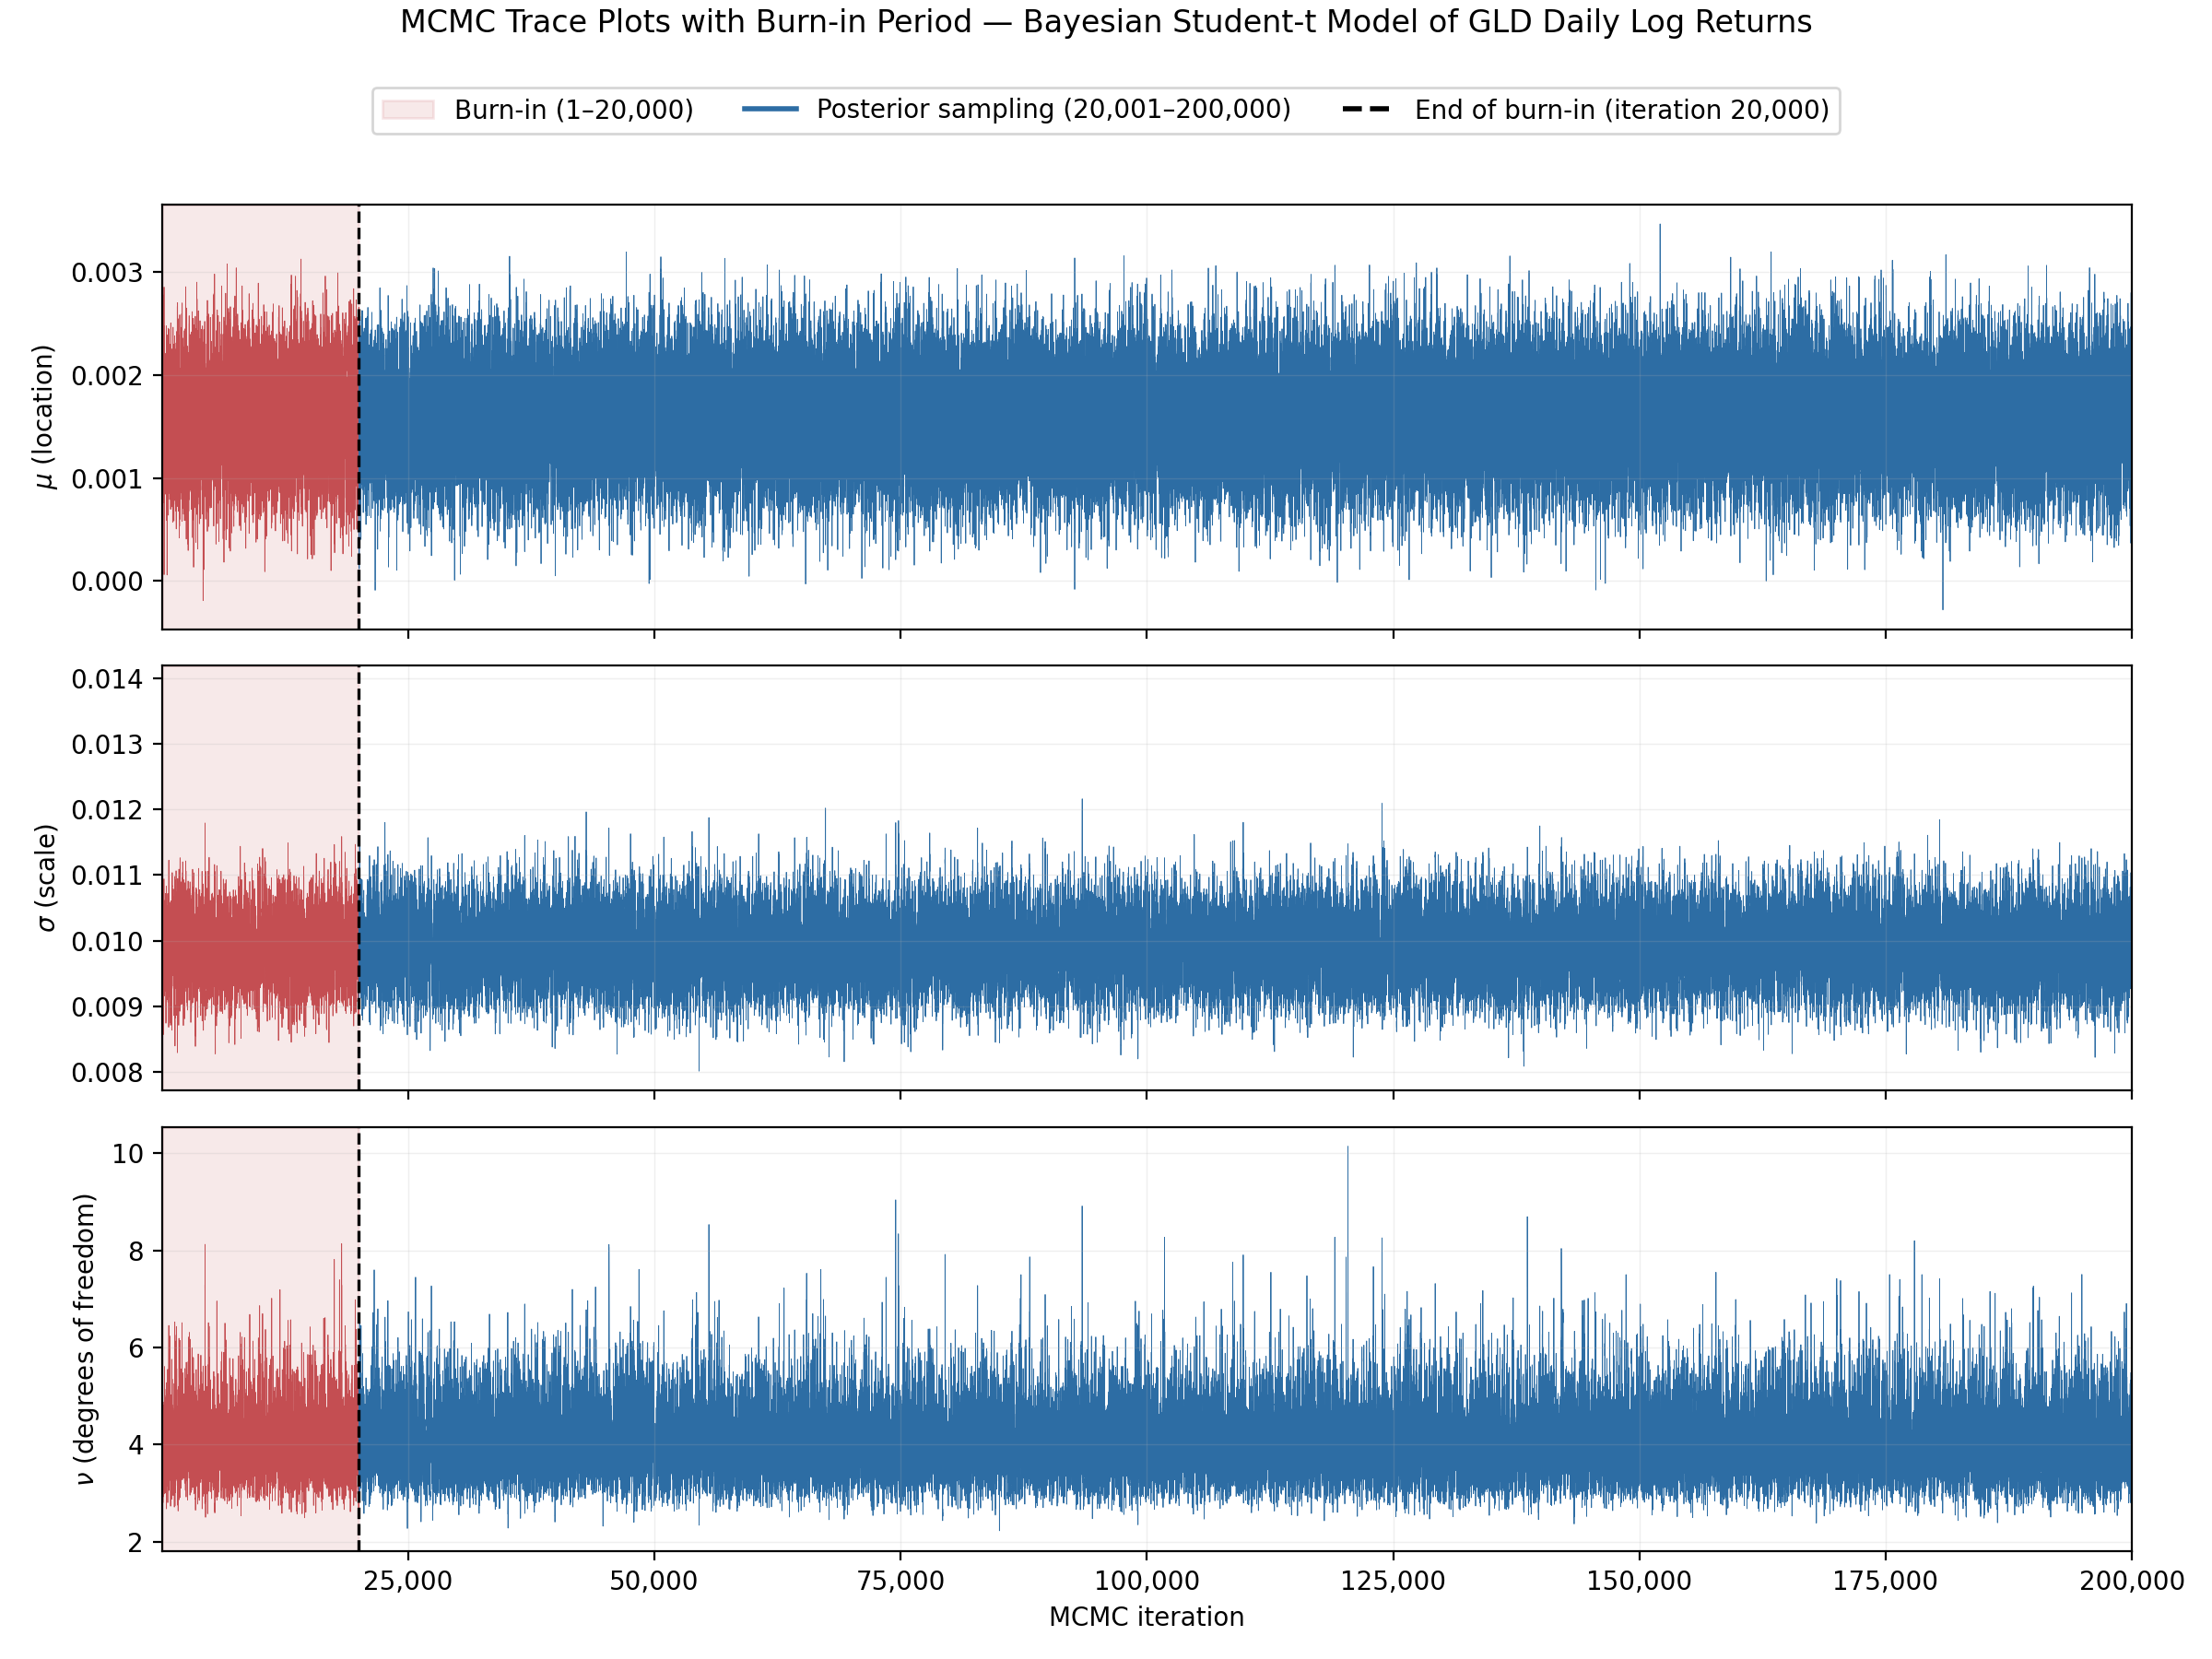 MCMC Trace Plots with Burn-in Period — Bayesian Student-t Model of GLD Daily Log Returns
Burn-in (1–20,000) Posterior sampling (20,001–200,000) End of burn-in (iteration 20,000)
μ (location)
0.003
0.002
0.001
0.000
σ (scale)
0.014
0.013
0.012
0.011
0.010
0.009
0.008
ν (degrees of freedom)
10
8
6
4
2
25,000 50,000 75,000 100,000 125,000 150,000 175,000 200,000
MCMC iteration